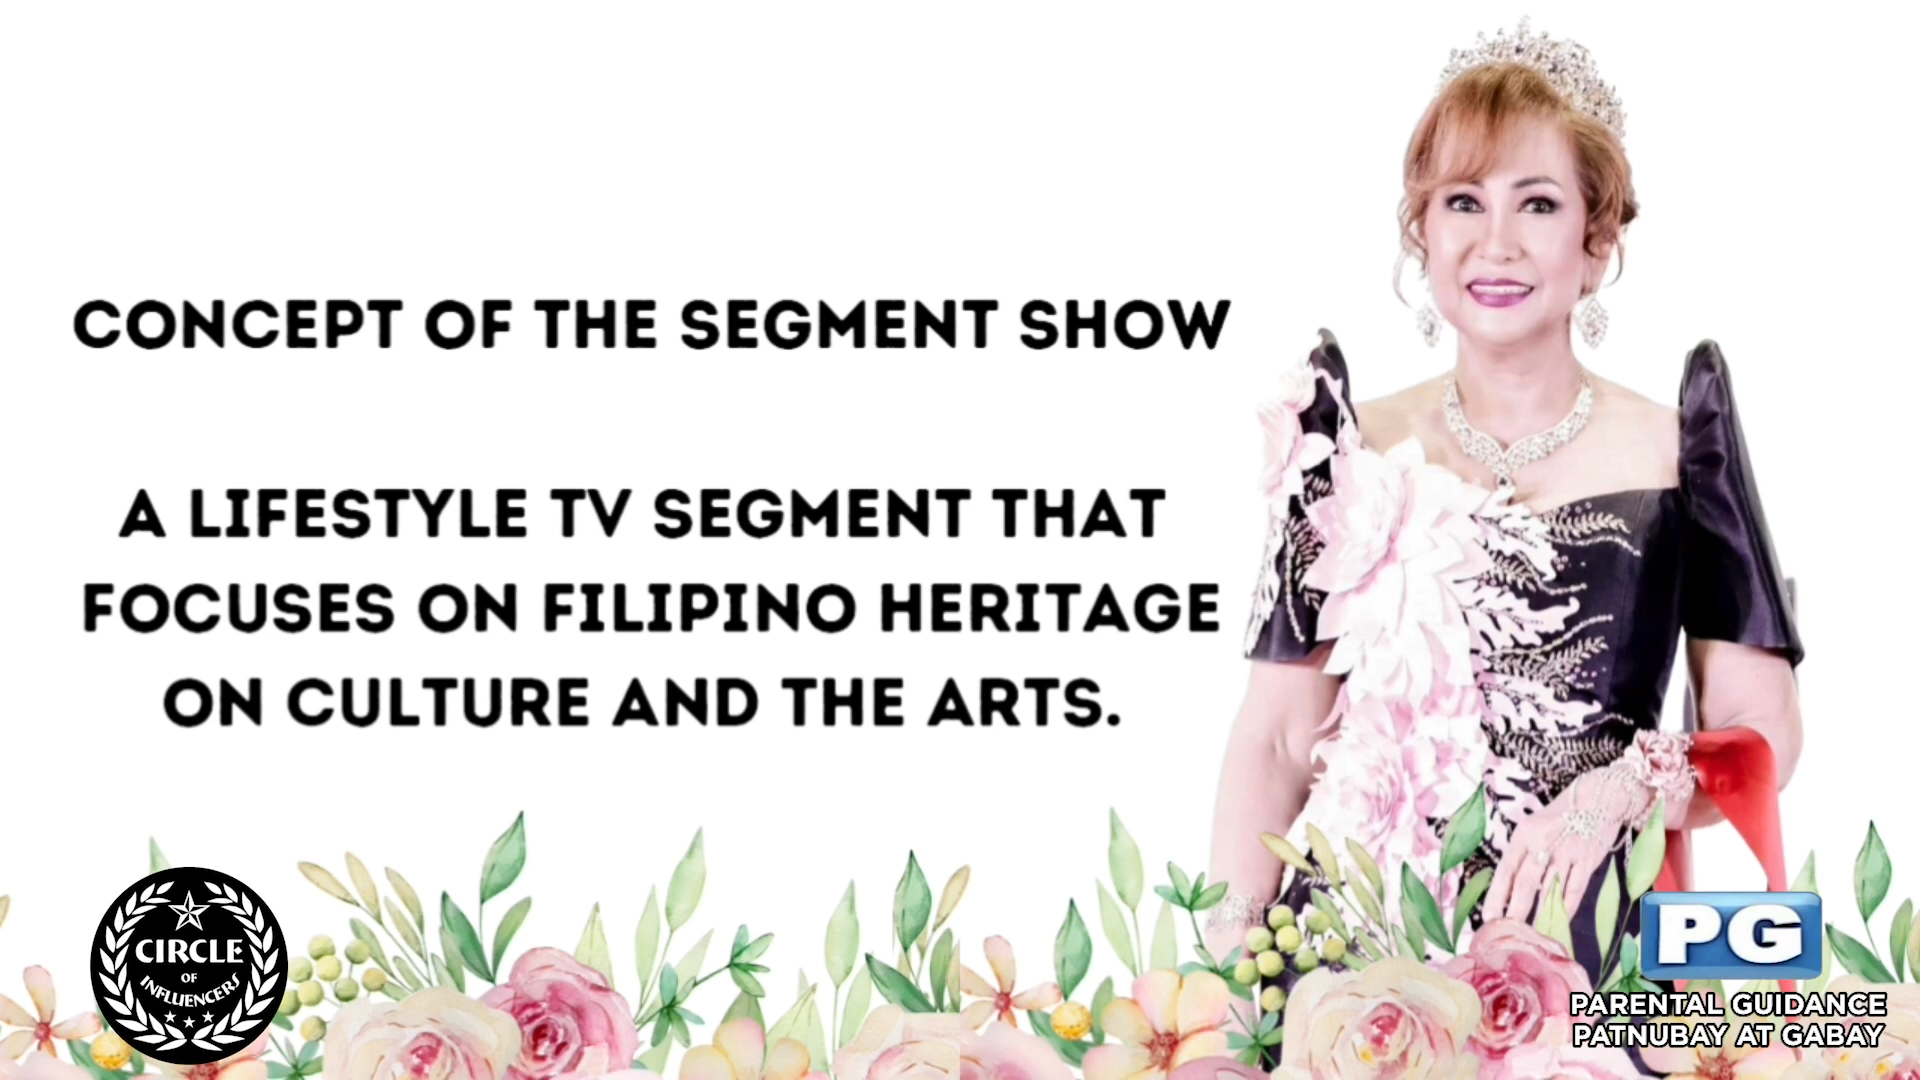 CONCEPT OF THE SEGMENT SHOW
A LIFESTYLE TV SEGMENT THAT
FOCUSES ON FILIPINO HERITAGE
ON CULTURE AND THE ARTS.
CIRCLE
OF
INFLUENCERS
PG
PARENTAL GUIDANCE
PATNUBAY AT GABAY